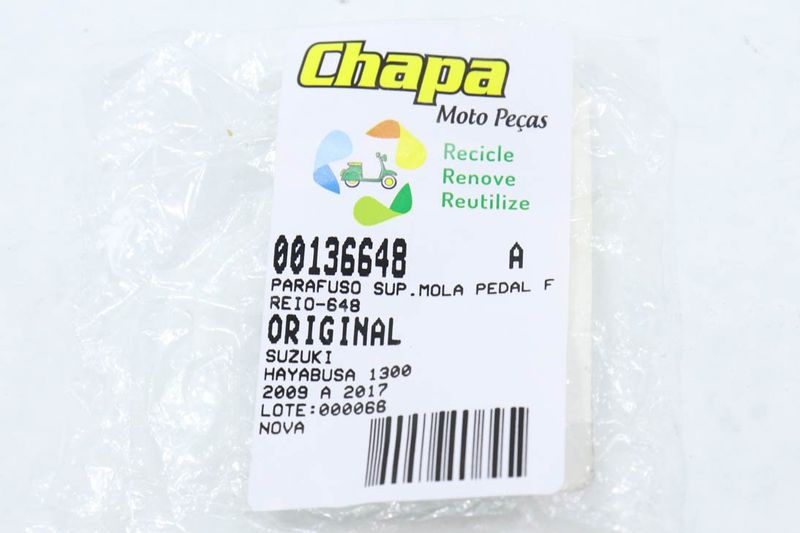 Chapa
Moto Peças
Recicle
Renove
Reutilize
00136648 A
PARAFUSO SUP.MOLA PEDAL F
REIO-648
ORIGINAL
SUZUKI
HAYABUSA 1300
2009 A 2017
LOTE:000068
NOVA